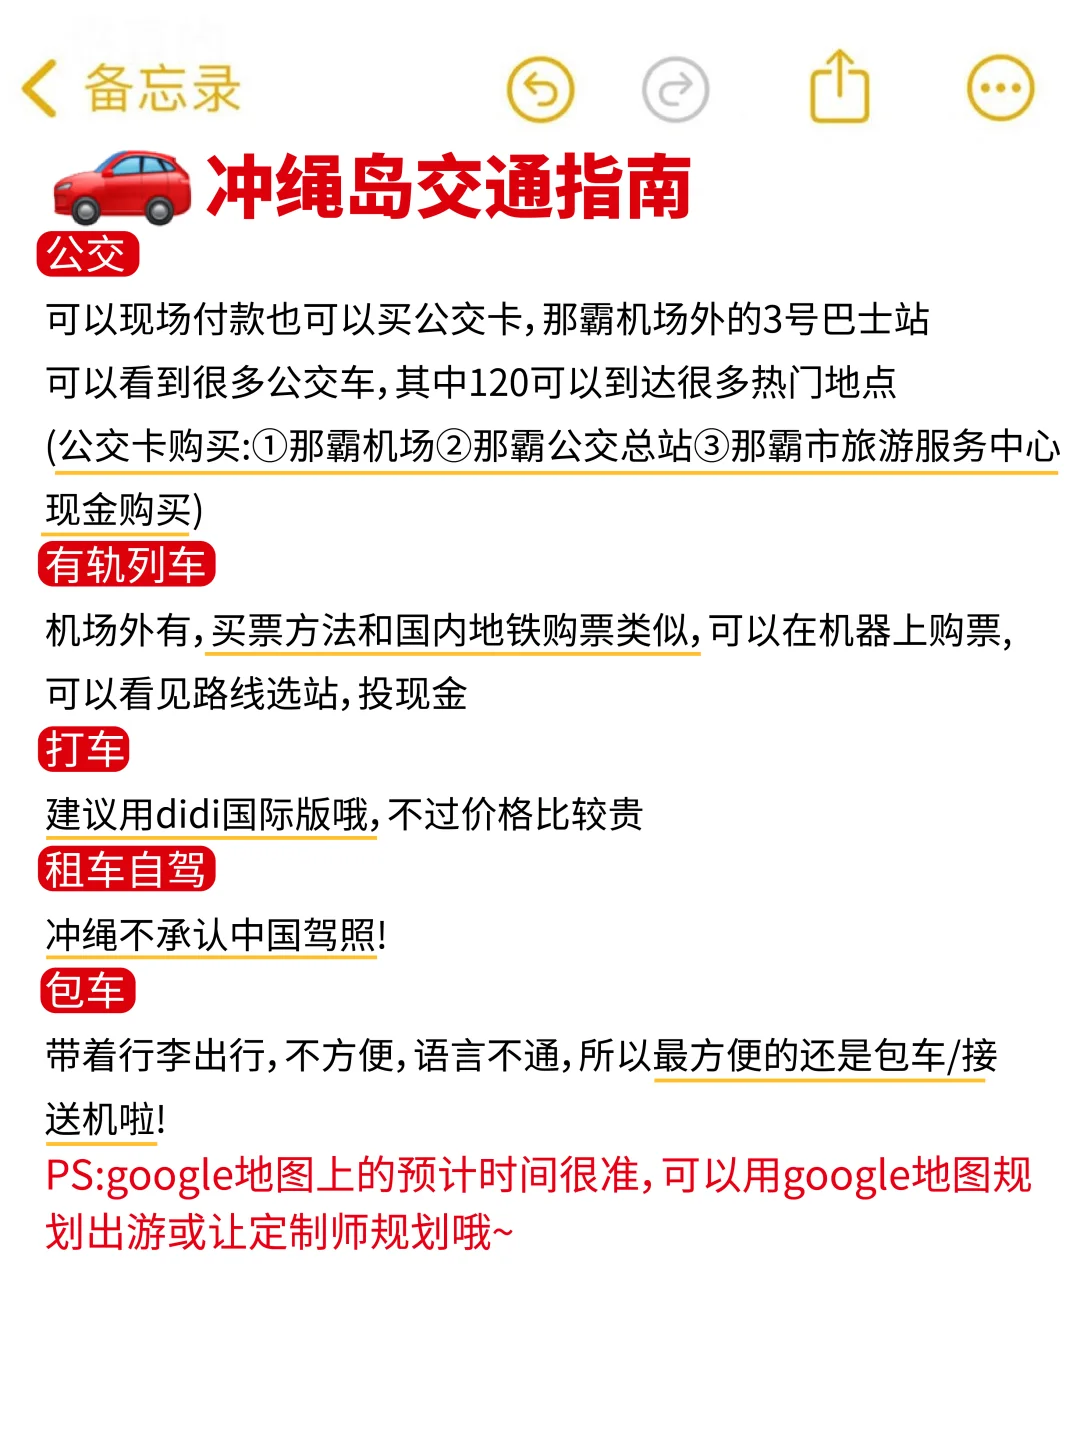 备忘录
冲绳岛交通指南
公交
可以现场付款也可以买公交卡,那霸机场外的3号巴士站
可以看到很多公交车,其中120可以到达很多热门地点
(公交卡购买:①那霸机场②那霸公交总站③那霸市旅游服务中心
现金购买)
有轨列车
机场外有,买票方法和国内地铁购票类似,可以在机器上购票,
可以看见路线选站,投现金
打车
建议用didi国际版哦,不过价格比较贵
租车自驾
冲绳不承认中国驾照!
包车
带着行李出行,不方便,语言不通,所以最方便的还是包车/接
送机啦!
PS:google地图上的预计时间很准,可以用google地图规
划出游或让定制师规划哦~